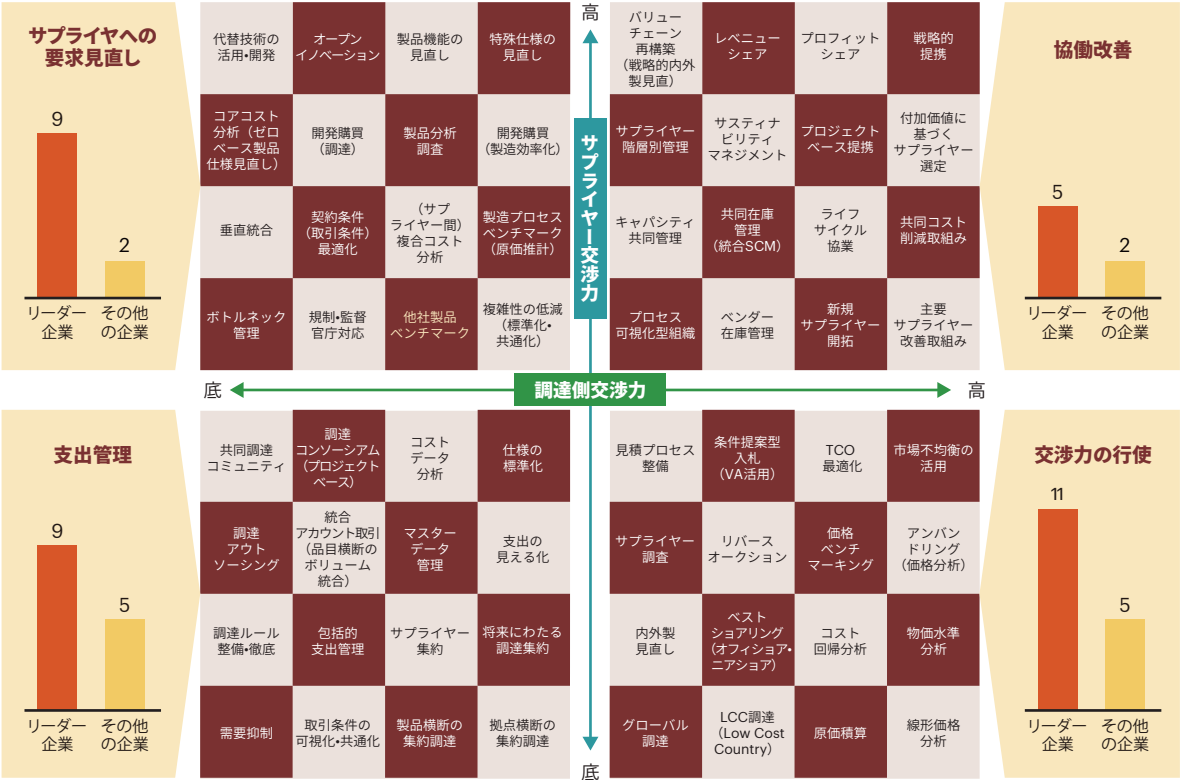 サプライヤへの
要求見直し
9
2
リーダー
企業
その他
の企業
代替技術の
活用・開発
オープン
イノベーション
製品機能の
見直し
特殊仕様の
見直し
コアコスト
分析（ゼロ
ベース製品
仕様見直し）
開発購買
（調達）
製品分析
調査
開発購買
（製造効率化）
垂直統合
契約条件
（取引条件）
最適化
（サプ
ライヤー間）
複合コスト
分析
製造プロセス
ベンチマーク
（原価推計）
ボトルネック
管理
規制・監督
官庁対応
他社製品
ベンチマーク
複雑性の低減
（標準化・
共通化）
高
サプライヤー交渉力
バリュー
チェーン
再構築
（戦略的内外
製見直）
レベニュー
シェア
プロフィット
シェア
戦略的
提携
サプライヤー
階層別管理
サスティナ
ビリティ
マネジメント
プロジェクト
ベース提携
付加価値に
基づく
サプライヤー
選定
キャパシティ
共同管理
共同在庫
管理
（統合SCM）
ライフ
サイクル
協業
共同コスト
削減取組み
プロセス
可視化型組織
ベンダー
在庫管理
新規
サプライヤー
開拓
主要
サプライヤー
改善取組み
協働改善
5
2
リーダー
企業
その他
の企業
底
調達側交渉力
高
支出管理
9
5
リーダー
企業
その他
の企業
共同調達
コミュニティ
調達
コンソーシアム
（プロジェクト
ベース）
コスト
データ
分析
仕様の
標準化
調達
アウト
ソーシング
統合
アカウント取引
（品目横断の
ボリューム
統合）
マスター
データ
管理
支出の
見える化
調達ルール
整備・徹底
包括的
支出管理
サプライヤー
集約
将来にわたる
調達集約
需要抑制
取引条件の
可視化・共通化
製品横断の
集約調達
拠点横断の
集約調達
底
見積プロセス
整備
条件提案型
入札
（VA活用）
TCO
最適化
市場不均衡の
活用
サプライヤー
調査
リバース
オークション
価格
ベンチ
マーキング
アンバン
ドリング
（価格分析）
内外製
見直し
ベスト
ショアリング
（オフィショア・
ニアショア）
コスト
回帰分析
物価水準
分析
グローバル
調達
LCC調達
（Low Cost
Country）
原価積算
線形価格
分析
交渉力の行使
11
5
リーダー
企業
その他
の企業